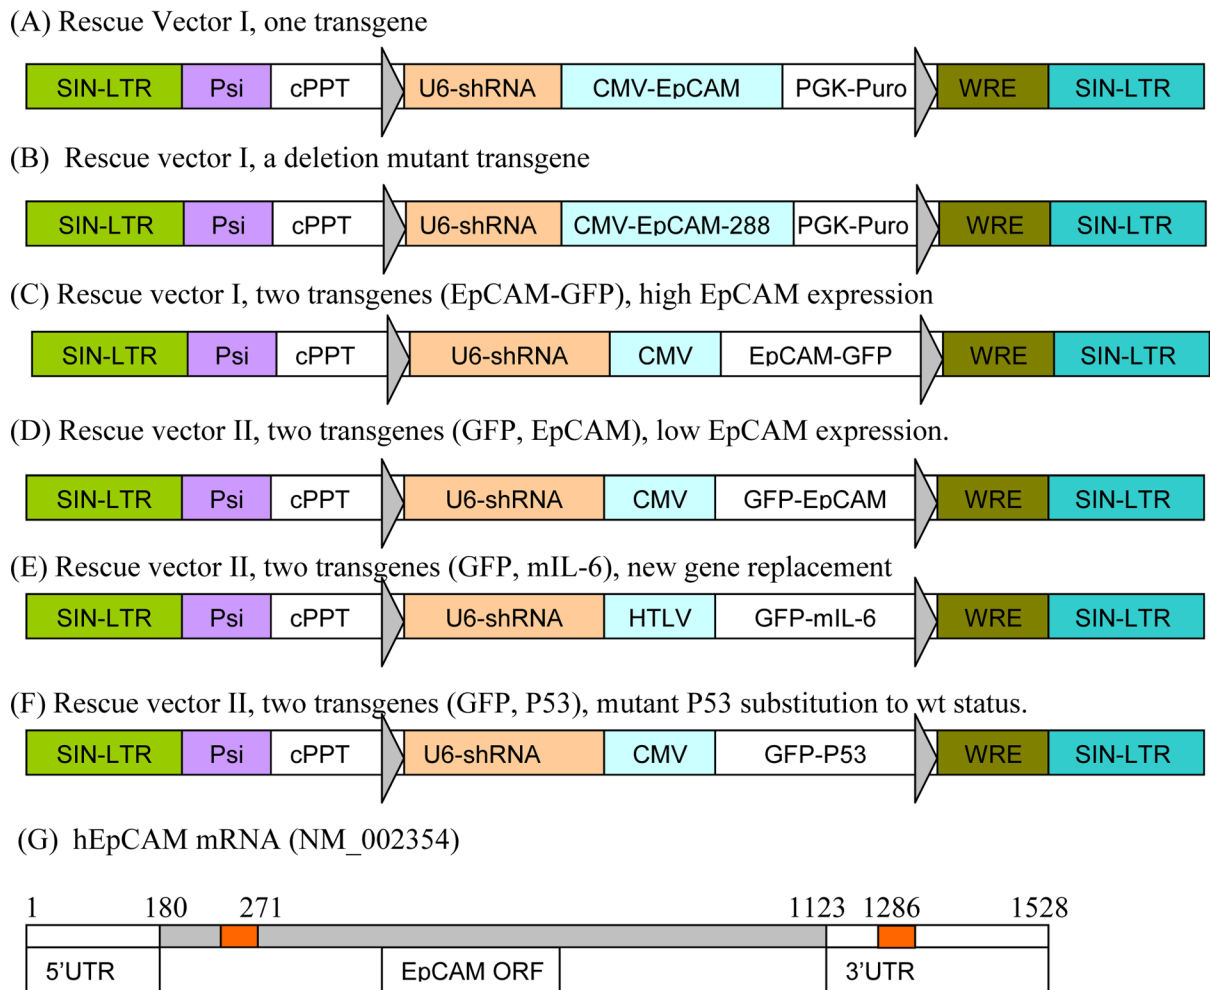 (A) Rescue Vector I, one transgene
SIN-LTR Psi cPPT U6-shRNA CMV-EpCAM PGK-Puro WRE SIN-LTR
(B) Rescue vector I, a deletion mutant transgene
SIN-LTR Psi cPPT U6-shRNA CMV-EpCAM-288 PGK-Puro WRE SIN-LTR
(C) Rescue vector I, two transgenes (EpCAM-GFP), high EpCAM expression
SIN-LTR Psi cPPT U6-shRNA CMV EpCAM-GFP WRE SIN-LTR
(D) Rescue vector II, two transgenes (GFP, EpCAM), low EpCAM expression.
SIN-LTR Psi cPPT U6-shRNA CMV GFP-EpCAM WRE SIN-LTR
(E) Rescue vector II, two transgenes (GFP, mIL-6), new gene replacement
SIN-LTR Psi cPPT U6-shRNA HTLV GFP-mIL-6 WRE SIN-LTR
(F) Rescue vector II, two transgenes (GFP, P53), mutant P53 substitution to wt status.
SIN-LTR Psi cPPT U6-shRNA CMV GFP-P53 WRE SIN-LTR
(G) hEpCAM mRNA (NM_002354)
1 180 271 1123 1286 1528
5'UTR EpCAM ORF 3'UTR